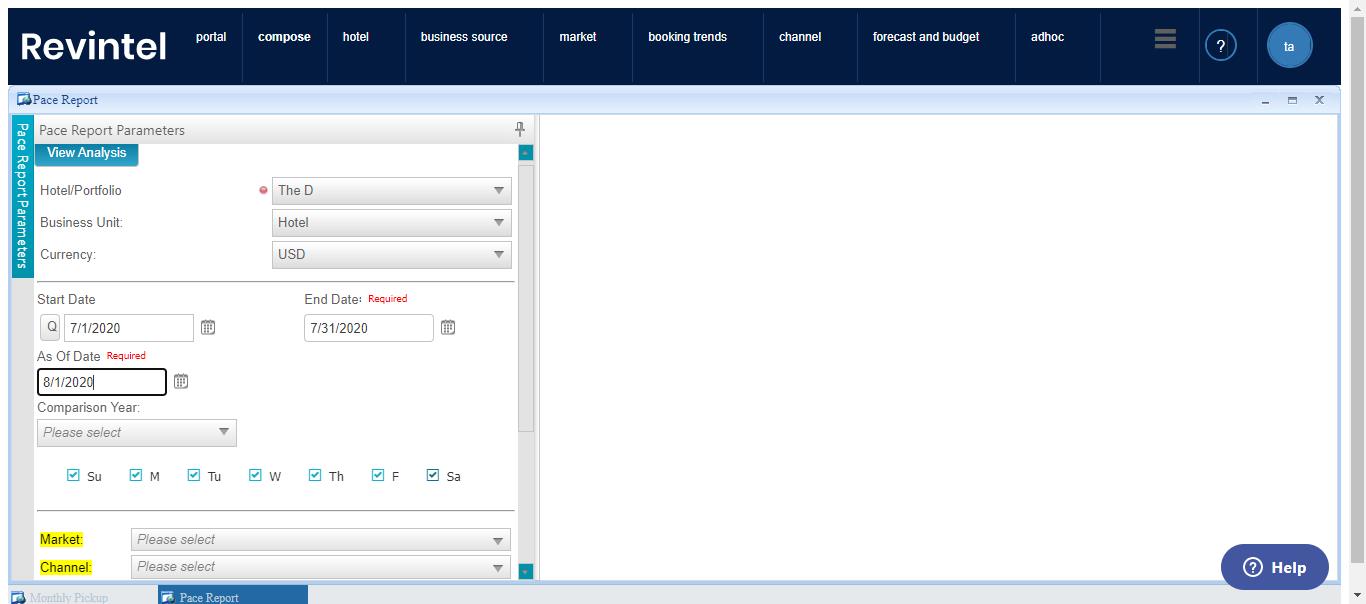 Revintel portal compose hotel business source market booking trends channel forecast and budget adhoc ? ta
Pace Report
Pace Report Parameters
Pace Report Parameters
View Analysis
Hotel/Portfolio The D
Business Unit: Hotel
Currency: USD
Start Date End Date: Required
Q 7/1/2020 7/31/2020
As Of Date Required
8/1/2020
Comparison Year:
Please select
Su M Tu W Th F Sa
Market: Please select
Channel: Please select
? Help
Monthly Pickup Pace Report